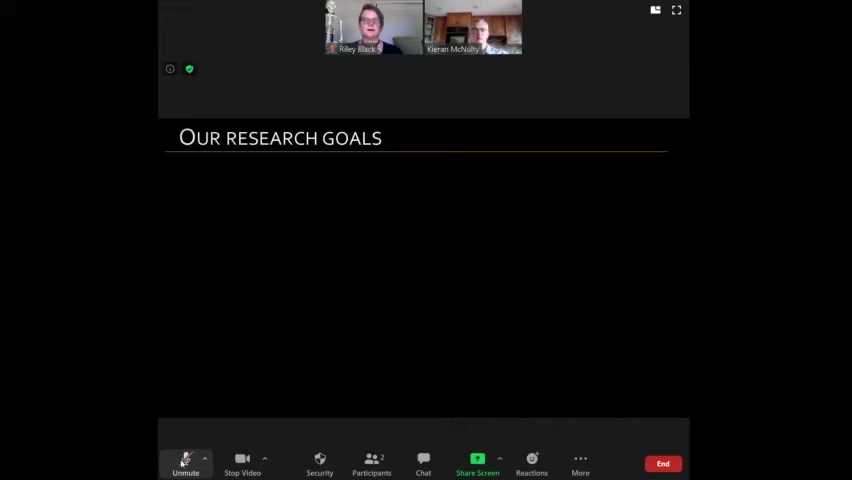 Riley Black
Kieran McNulty
OUR RESEARCH GOALS
Unmute
Stop Video
Security
2
Participants
Chat
Share Screen
Reactions
More
End